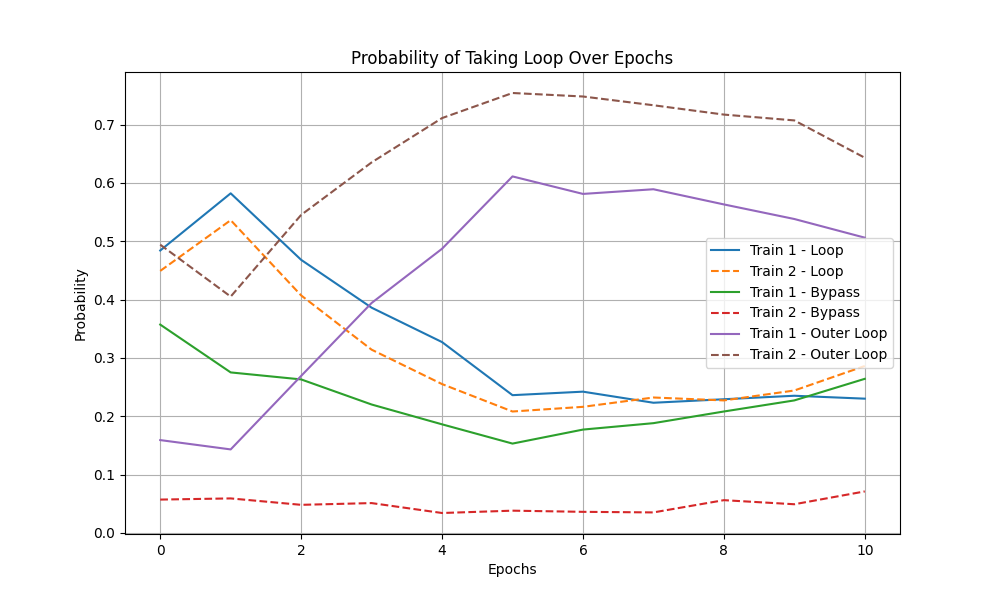 Probability of Taking Loop Over Epochs
Probability
0.7
0.6
0.5
0.4
0.3
0.2
0.1
0.0
Train 1 - Loop
Train 2 - Loop
Train 1 - Bypass
Train 2 - Bypass
Train 1 - Outer Loop
Train 2 - Outer Loop
0 2 4 6 8 10
Epochs